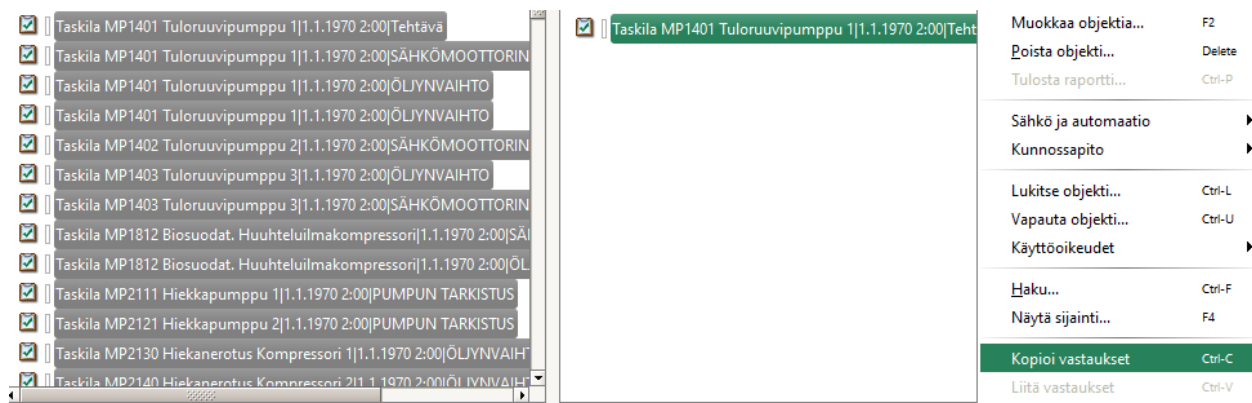 Taskila MP1401 Tuloruuvipumppu 1|1.1.1970 2:00|Tehtävä
Taskila MP1401 Tuloruuvipumppu 1|1.1.1970 2:00|SÄHKÖMOOTTORIN
Taskila MP1401 Tuloruuvipumppu 1|1.1.1970 2:00|ÖLJYNVAIHTO
Taskila MP1401 Tuloruuvipumppu 1|1.1.1970 2:00|ÖLJYNVAIHTO
Taskila MP1402 Tuloruuvipumppu 2|1.1.1970 2:00|SÄHKÖMOOTTORIN
Taskila MP1403 Tuloruuvipumppu 3|1.1.1970 2:00|ÖLJYNVAIHTO
Taskila MP1403 Tuloruuvipumppu 3|1.1.1970 2:00|SÄHKÖMOOTTORIN
Taskila MP1812 Biosuodat. Huuhteluilmakompressori|1.1.1970 2:00|SÄ
Taskila MP1812 Biosuodat. Huuhteluilmakompressori|1.1.1970 2:00|ÖL
Taskila MP2111 Hiekkapumppu 1|1.1.1970 2:00|PUMPUN TARKISTUS
Taskila MP2121 Hiekkapumppu 2|1.1.1970 2:00|PUMPUN TARKISTUS
Taskila MP2130 Hiekanerotus Kompressori 1|1.1.1970 2:00|ÖLJYNVAIH
Taskila MP2140 Hiekanerotus Kompressori 2|1.1.1970 2:00|ÖLJYNVAIH
Taskila MP1401 Tuloruuvipumppu 1|1.1.1970 2:00|Teht
Muokkaa objektia... F2
Poista objekti... Delete
Tulosta raportti... Ctrl-P
Sähkö ja automaatio
Kunnossapito
Lukitse objekti... Ctrl-L
Vapauta objekti... Ctrl-U
Käyttöoikeudet
Haku... Ctrl-F
Näytä sijainti... F4
Kopioi vastaukset Ctrl-C
Liitä vastaukset Ctrl-V